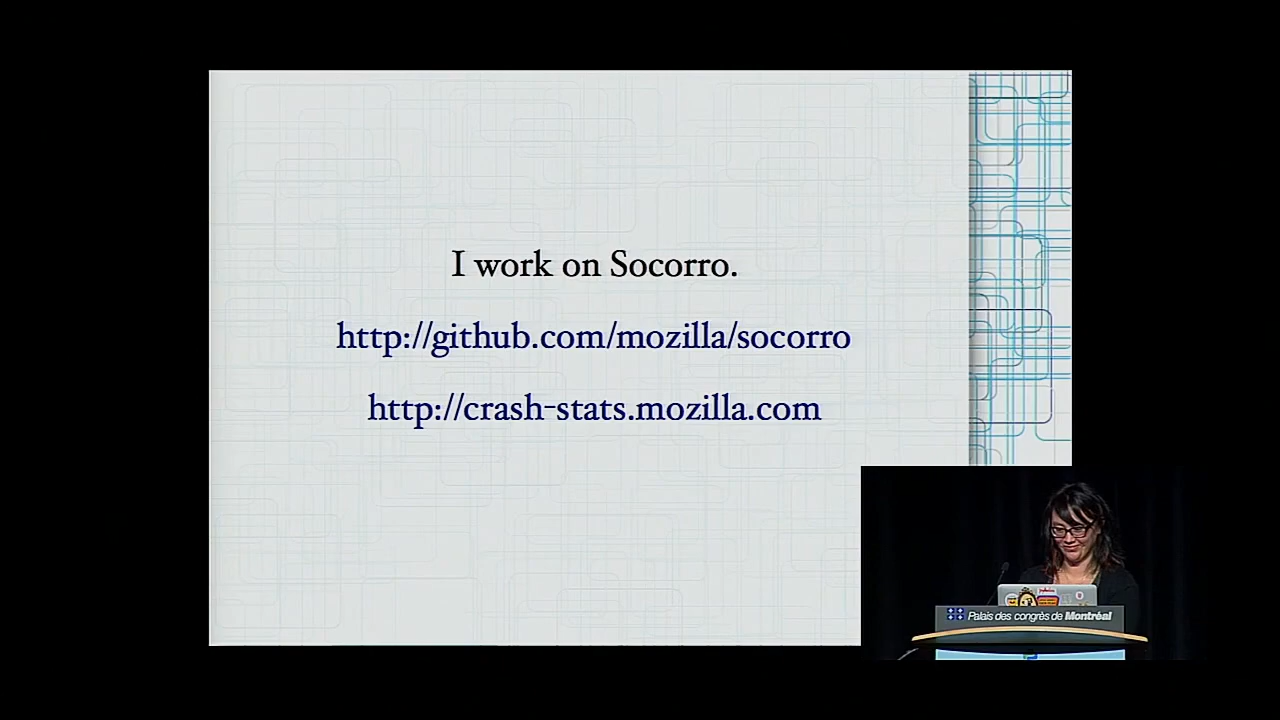 I work on Socorro.
http://github.com/mozilla/socorro
http://crash-stats.mozilla.com
Palais des congrès de Montréal